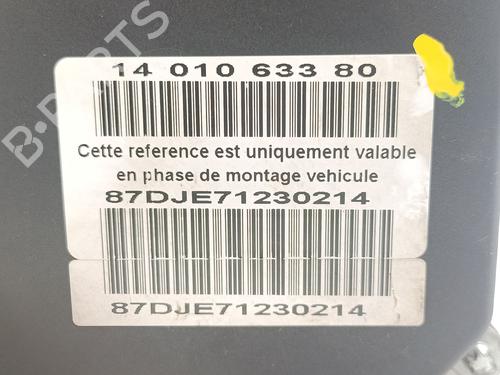 B-PARTS
14 010 633 80
Cette reference est uniquement valable
en phase de montage vehicule
87DJE71230214
87DJE71230214